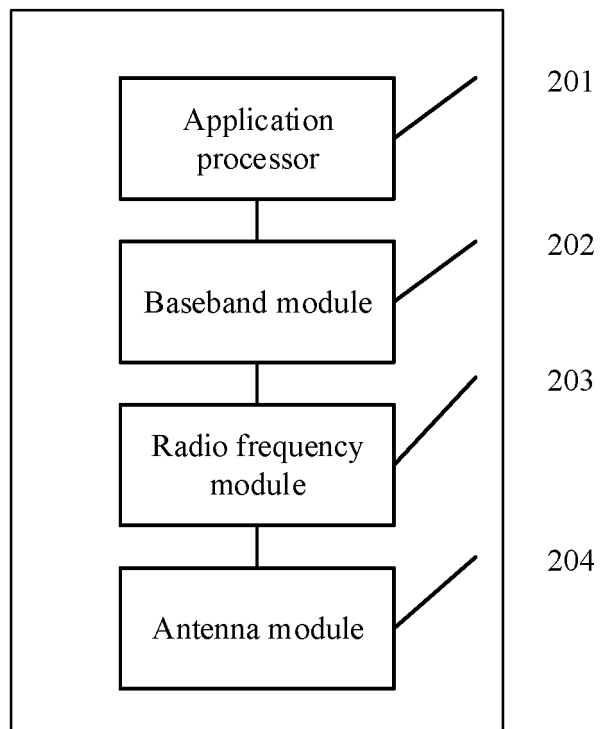 Application
processor
201
Baseband module
202
Radio frequency
module
203
Antenna module
204